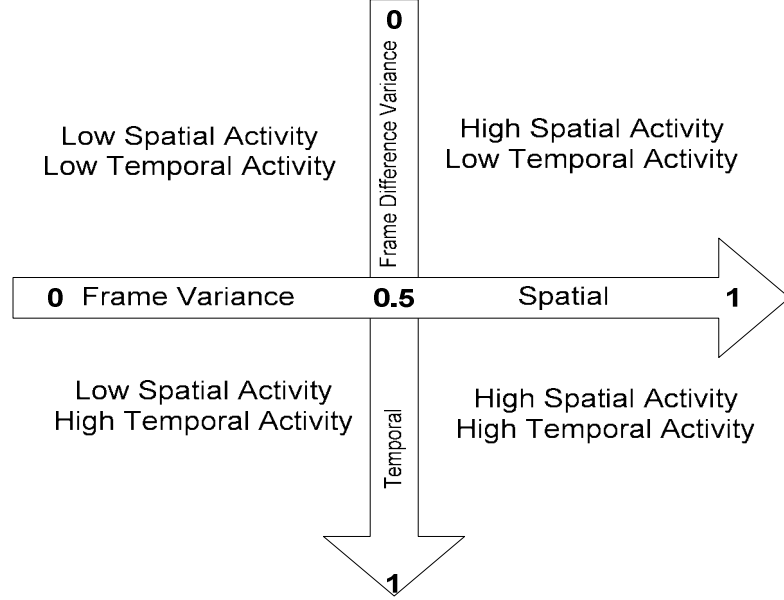 0
Frame Difference Variance
Low Spatial Activity
Low Temporal Activity
High Spatial Activity
Low Temporal Activity
0 Frame Variance 0.5 Spatial 1
Low Spatial Activity
High Temporal Activity
Temporal
High Spatial Activity
High Temporal Activity
1